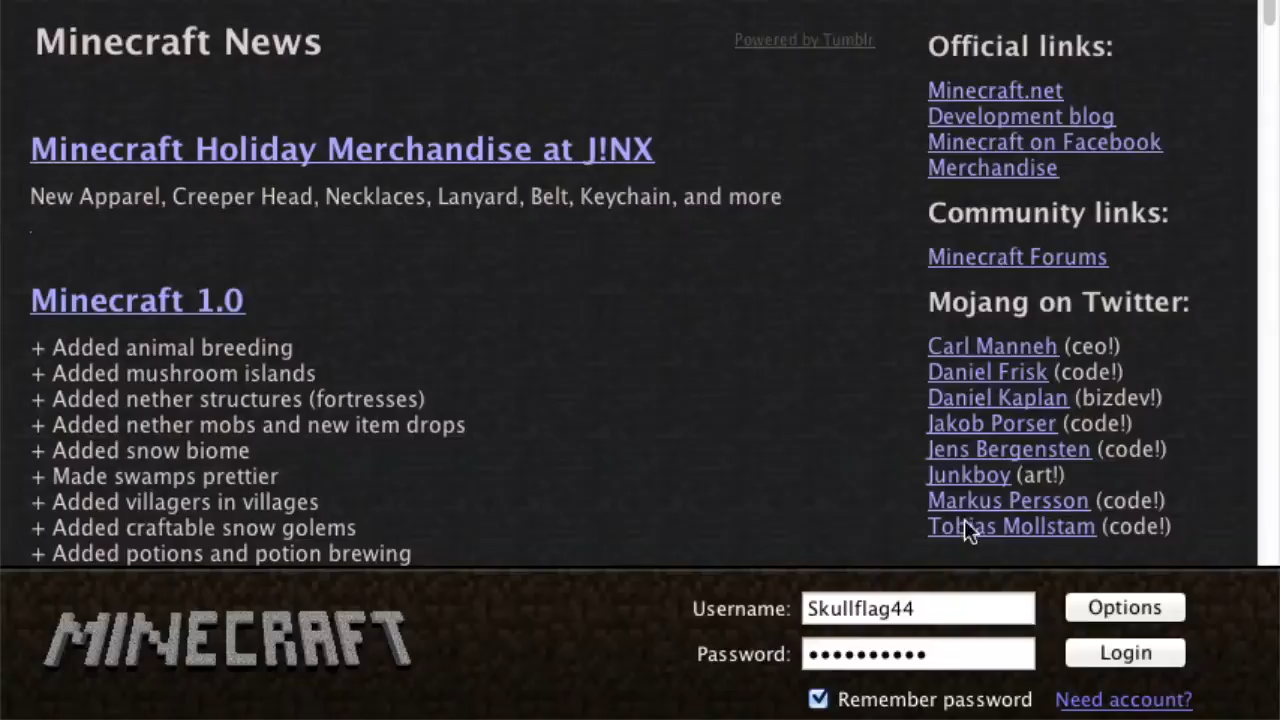 Minecraft News
Powered by Tumblr
Minecraft Holiday Merchandise at J!NX
New Apparel, Creeper Head, Necklaces, Lanyard, Belt, Keychain, and more
.
Minecraft 1.0
+ Added animal breeding
+ Added mushroom islands
+ Added nether structures (fortresses)
+ Added nether mobs and new item drops
+ Added snow biome
+ Made swamps prettier
+ Added villagers in villages
+ Added craftable snow golems
+ Added potions and potion brewing
Official links:
Minecraft.net
Development blog
Minecraft on Facebook
Merchandise
Community links:
Minecraft Forums
Mojang on Twitter:
Carl Manneh (ceo!)
Daniel Frisk (code!)
Daniel Kaplan (bizdev!)
Jakob Porser (code!)
Jens Bergensten (code!)
Junkboy (art!)
Markus Persson (code!)
Tobias Mollstam (code!)
MINECRAFT
Username: Skullflag44
Options
Password: ••••••••••
Login
Remember password
Need account?